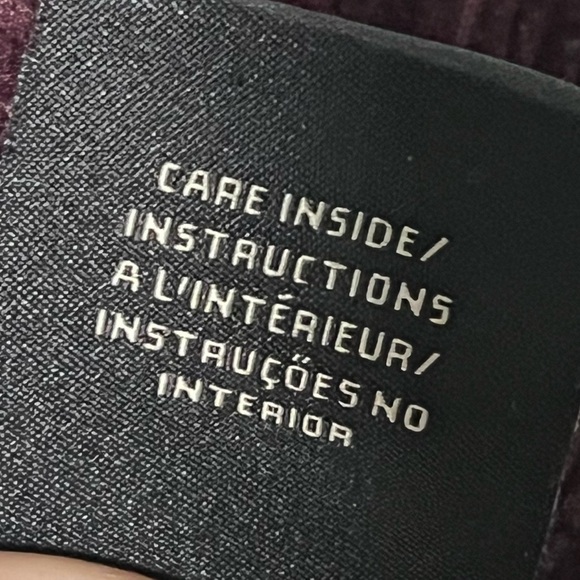 CARE INSIDE/
INSTRUCTIONS
A L'INTÉRIEUR/
INSTRUÇÕES NO
INTERIOR